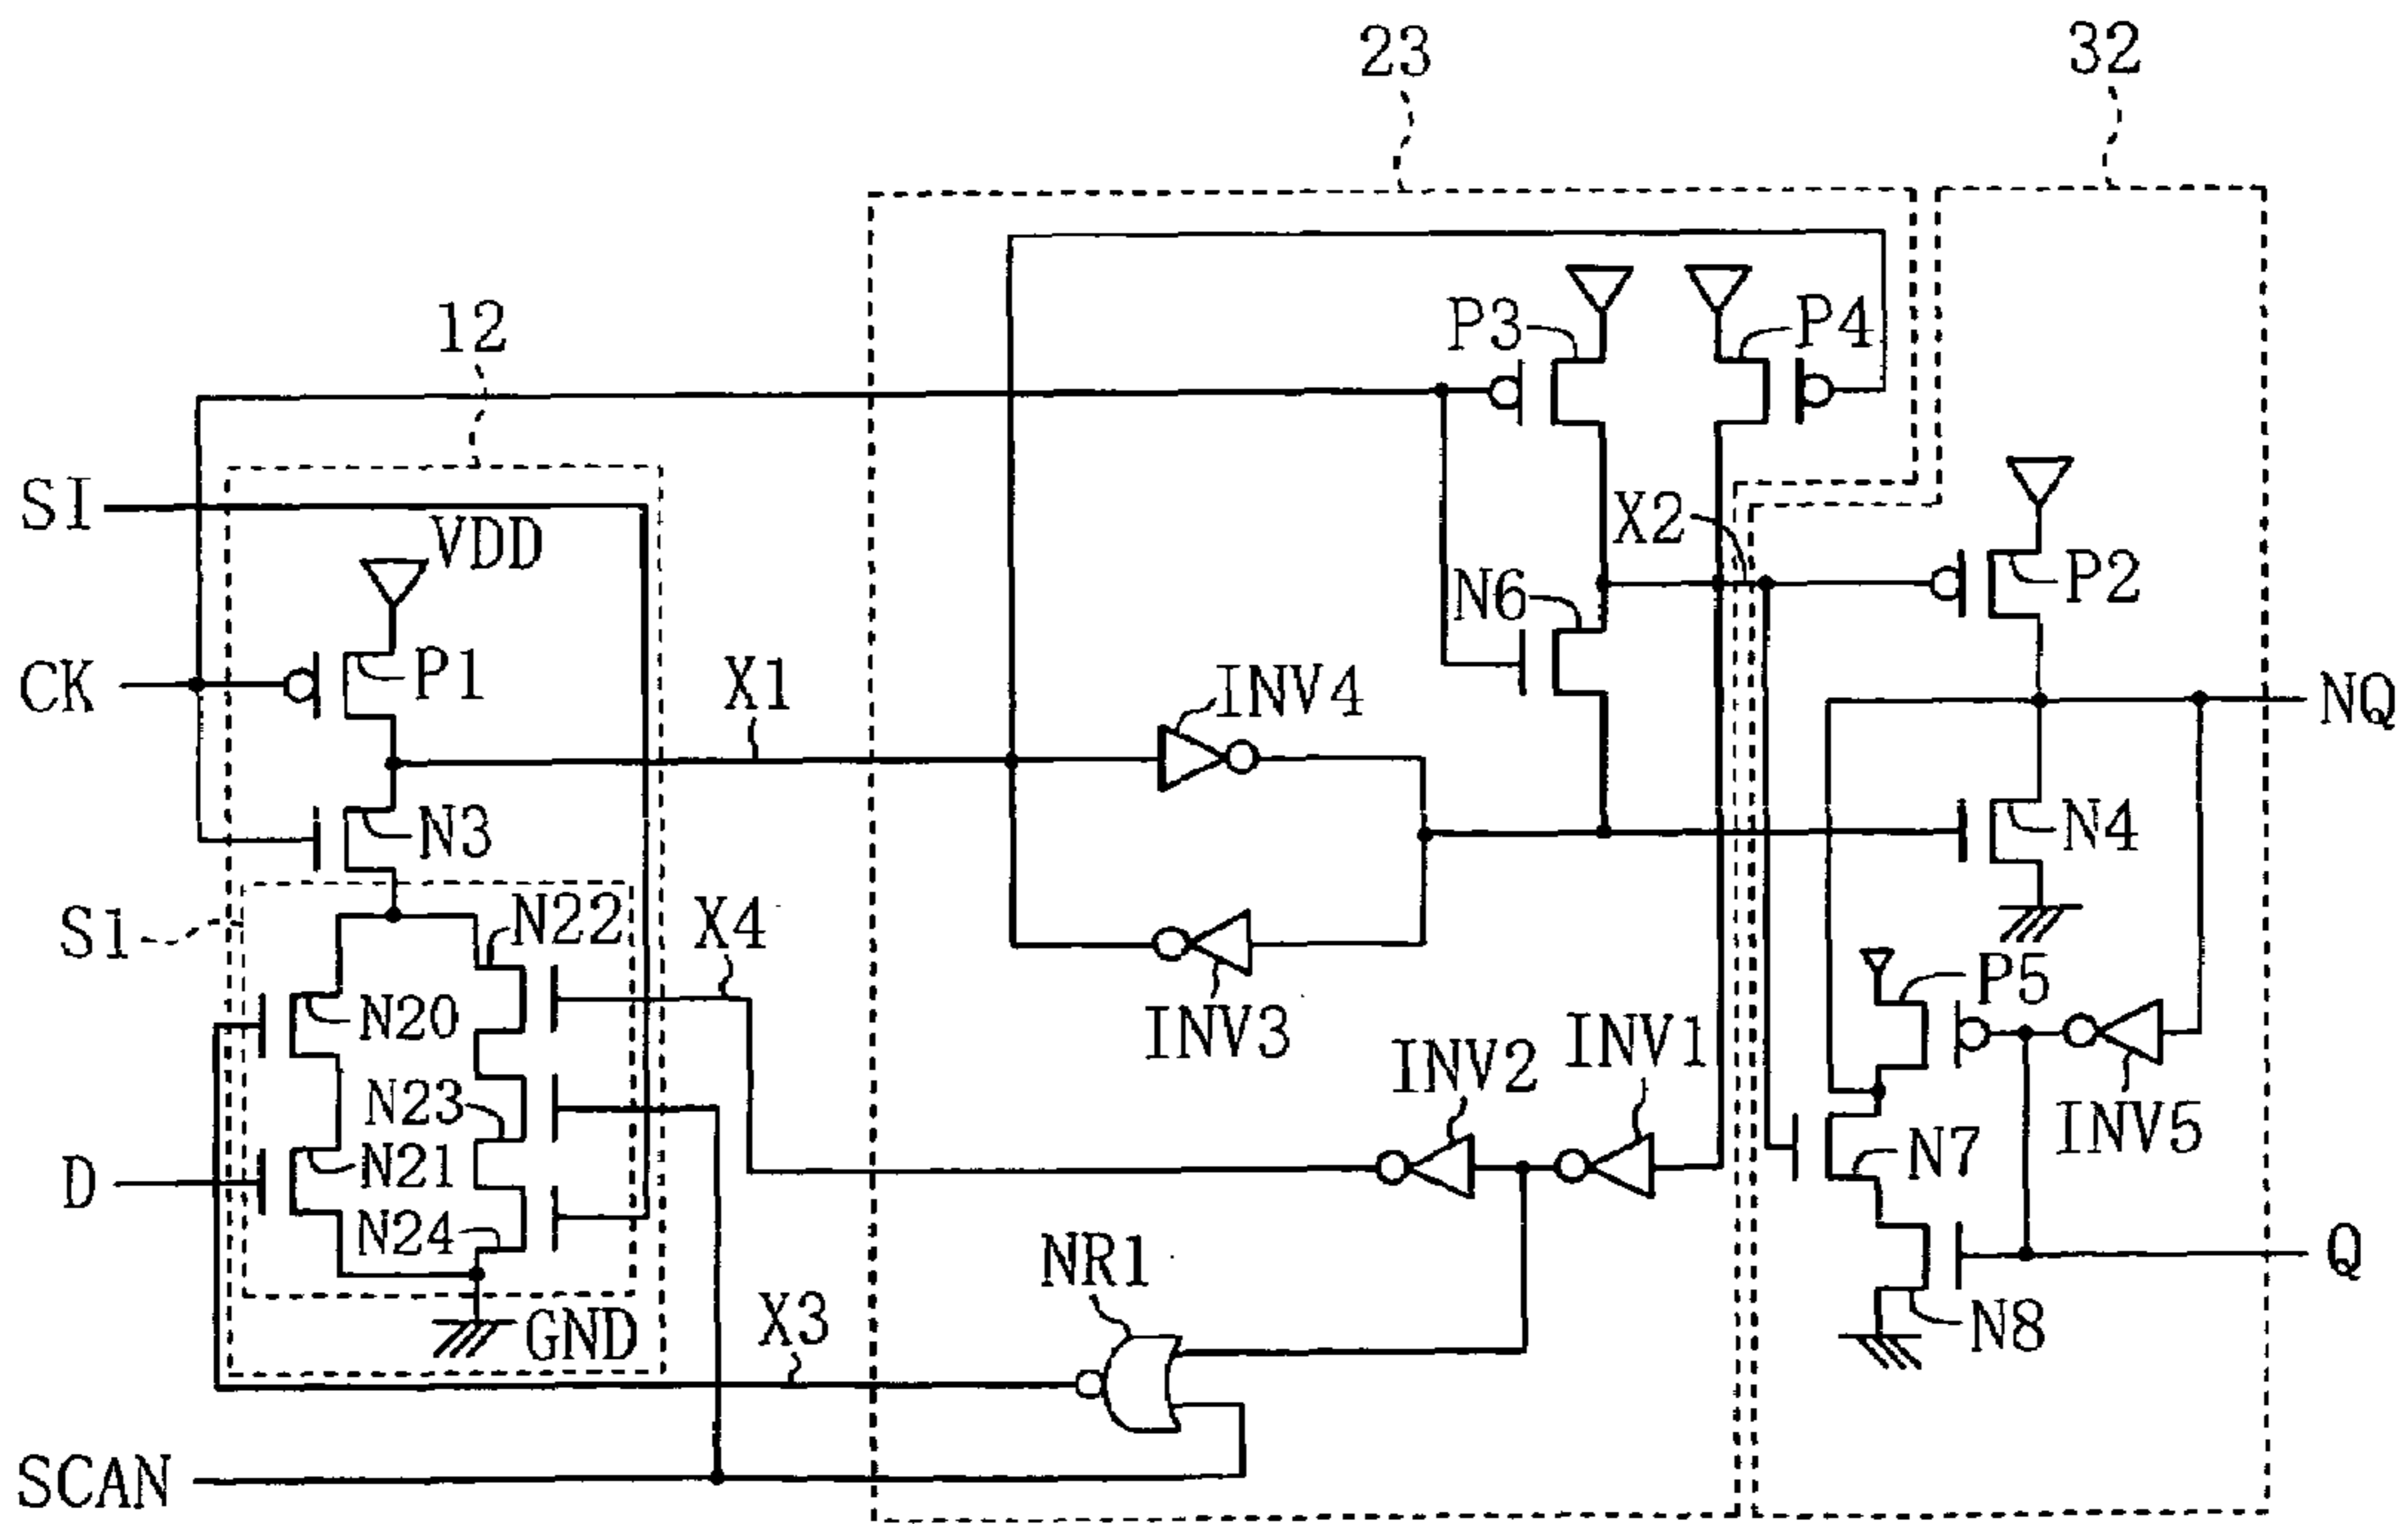 23
32
12
P3
P4
SI
VDD
X2
P2
N6
CK
P1
X1
INV4
NQ
N3
N4
S1
N22
X4
P5
N20
INV3
INV2
INV1
N23
INV5
D
N21
N7
N24
NR1
Q
X3
GND
N8
SCAN